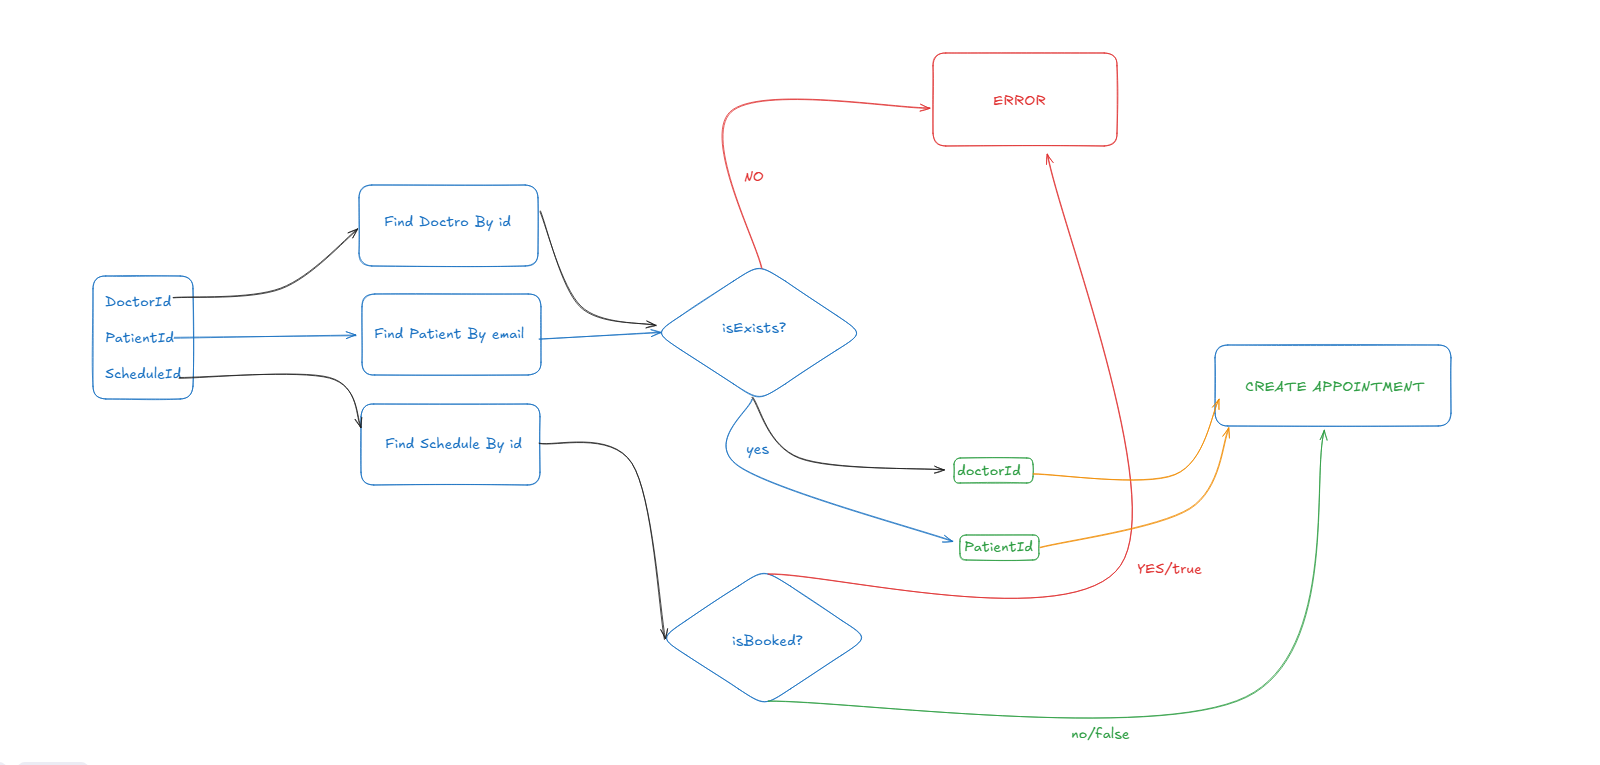 ERROR
NO
Find Doctro By id
DoctorId
PatientId
ScheduleId
Find Patient By email
isExists?
CREATE APPOINTMENT
Find Schedule By id
yes
doctorId
PatientId
YES/true
isBooked?
no/false